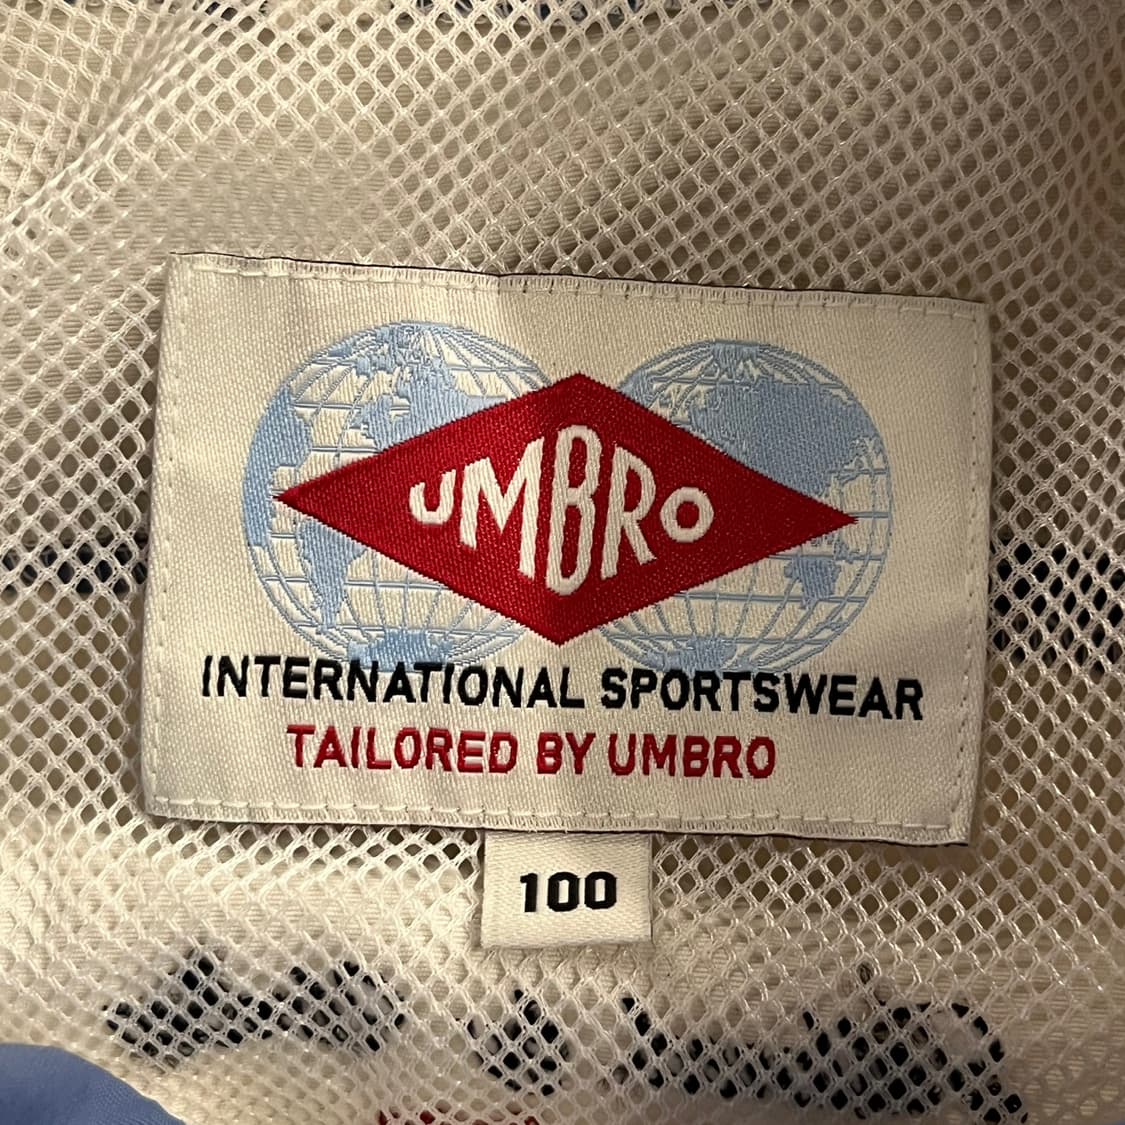 UMBRO
INTERNATIONAL SPORTSWEAR
TAILORED BY UMBRO
100